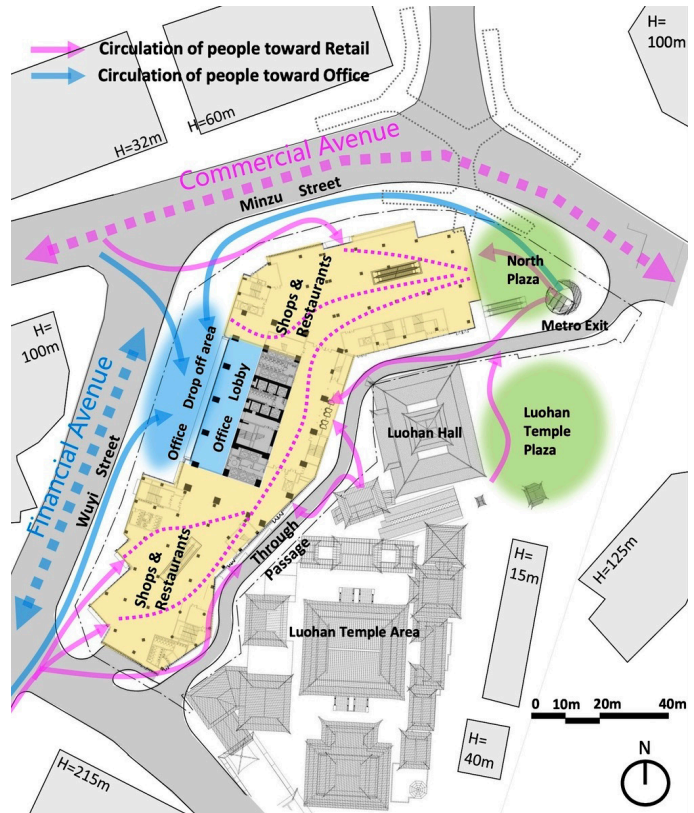 Circulation of people toward Retail
Circulation of people toward Office
H=32m
H=60m
H=
100m
Commercial Avenue
Minzu Street
North
Plaza
Metro Exit
Shops &
Restaurants
H=
100m
Financial Avenue
Wuyi Street
Office Drop off area
Office Lobby
Luohan Hall
Luohan
Temple
Plaza
Shops &
Restaurants
Through
Passage
Luohan Temple Area
H=
15m
H=125m
H=
40m
H=215m
0 10m 20m 40m
N